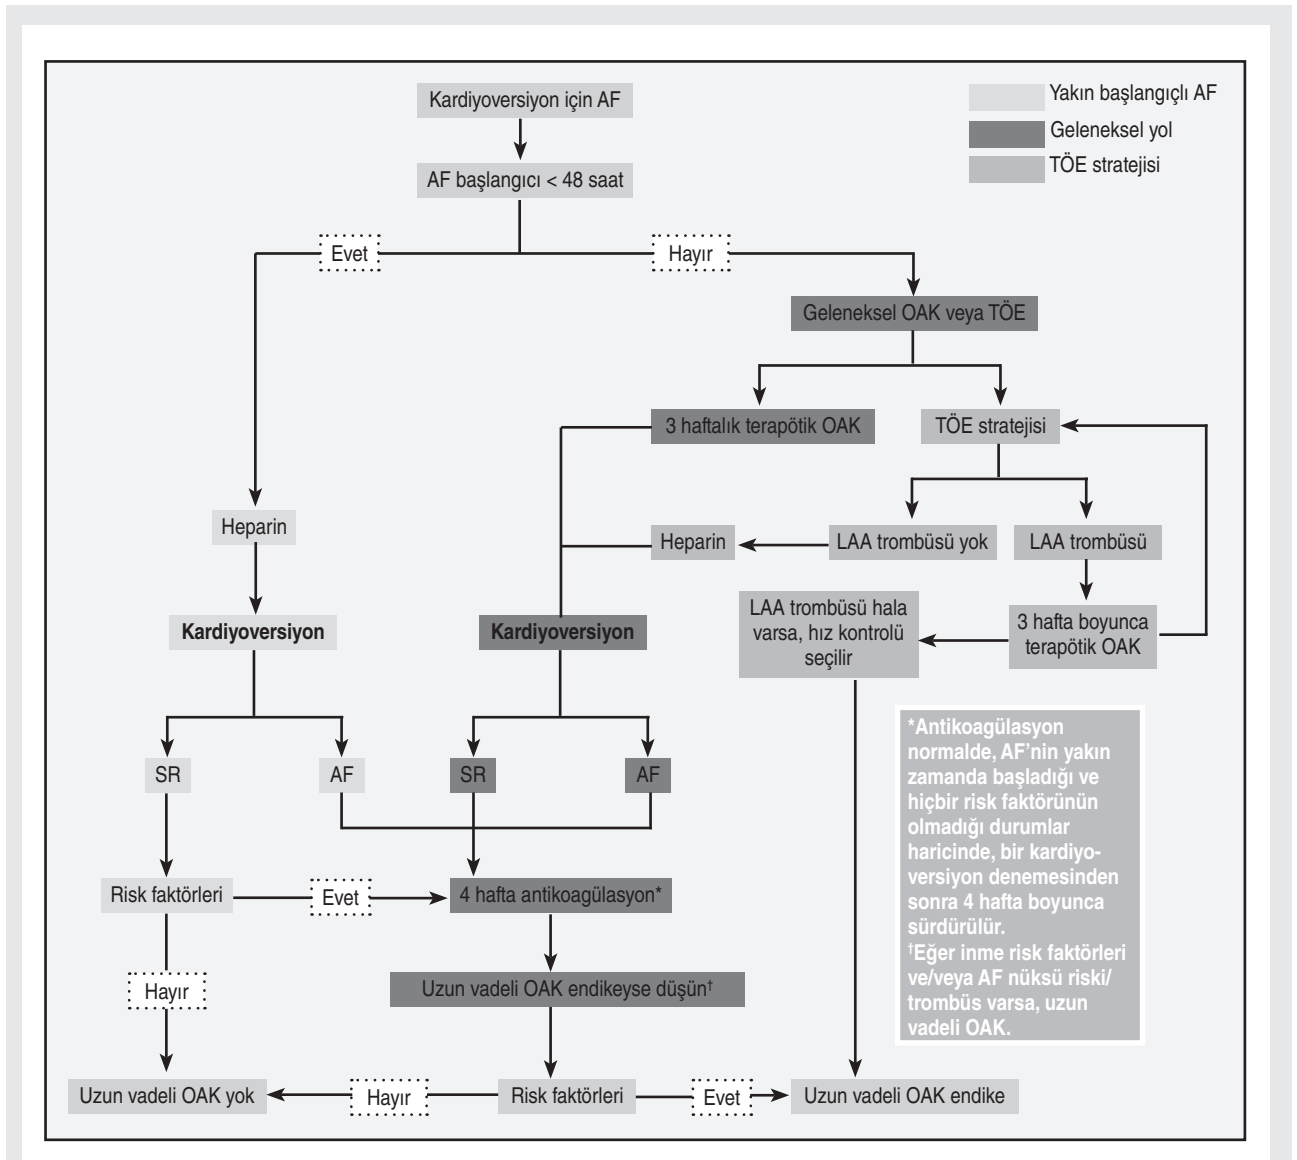 Kardiyoversiyon için AF
Yakın başlangıçlı AF
Geleneksel yol
TÖE stratejisi
AF başlangıcı < 48 saat
Evet
Hayır
Geleneksel OAK veya TÖE
3 haftalık terapötik OAK
TÖE stratejisi
Heparin
Heparin
LAA trombüsü yok
LAA trombüsü
Kardiyoversiyon
Kardiyoversiyon
LAA trombüsü hala
varsa, hız kontrolü
seçilir
3 hafta boyunca
terapötik OAK
SR
AF
SR
AF
*Antikoagülasyon
normalde, AF’nin yakın
zamanda başladığı ve
hiçbir risk faktörünün
olmadığı durumlar
haricinde, bir kardiyo-
versiyon denemesinden
sonra 4 hafta boyunca
sürdürülür.
†Eğer inme risk faktörleri
ve/veya AF nüksü riski/
trombüs varsa, uzun
vadeli OAK.
Risk faktörleri
Evet
4 hafta antikoagülasyon*
Hayır
Uzun vadeli OAK endikeyse düşün†
Uzun vadeli OAK yok
Hayır
Risk faktörleri
Evet
Uzun vadeli OAK endike